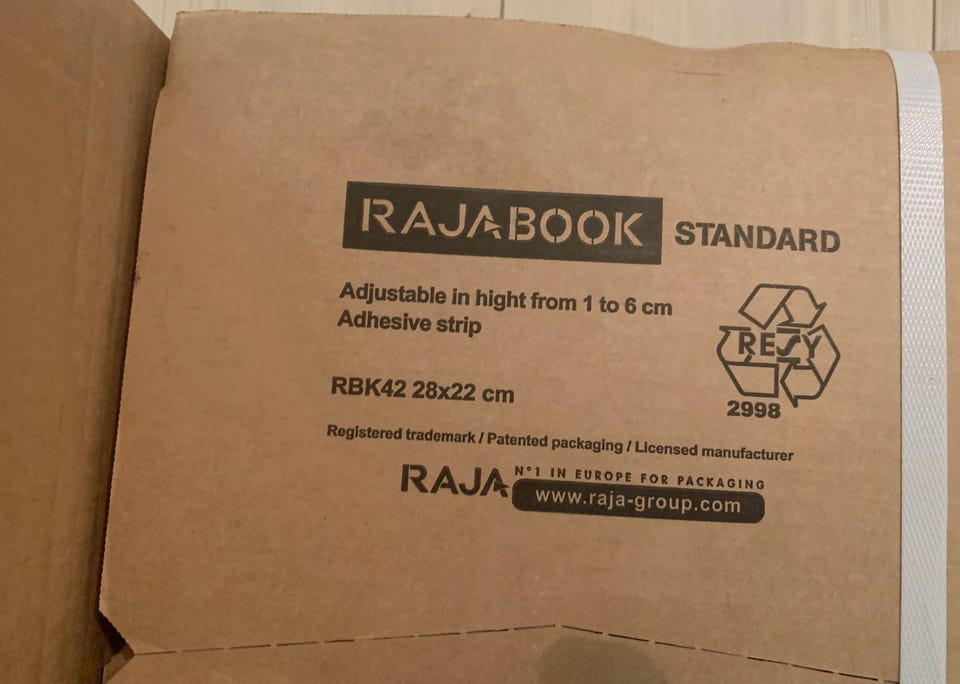 RAJABOOK STANDARD
Adjustable in hight from 1 to 6 cm
Adhesive strip
RESY
2998
RBK42 28x22 cm
Registered trademark / Patented packaging / Licensed manufacturer
RAJA N°1 IN EUROPE FOR PACKAGING
www.raja-group.com